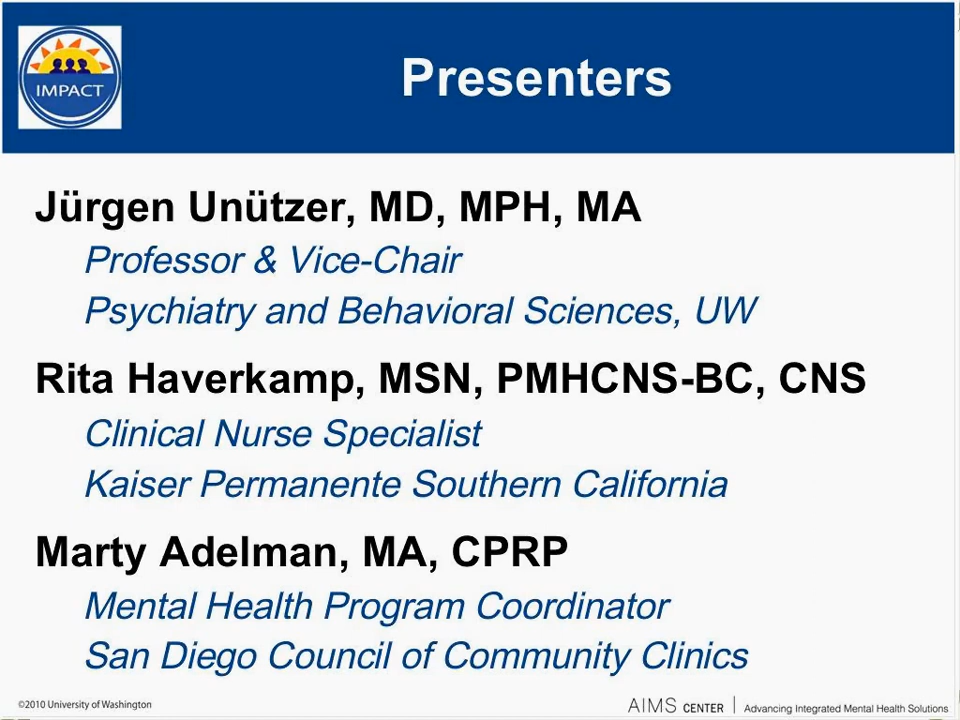 IMPACT
Presenters
Jürgen Unützer, MD, MPH, MA
Professor & Vice-Chair
Psychiatry and Behavioral Sciences, UW
Rita Haverkamp, MSN, PMHCNS-BC, CNS
Clinical Nurse Specialist
Kaiser Permanente Southern California
Marty Adelman, MA, CPRP
Mental Health Program Coordinator
San Diego Council of Community Clinics
©2010 University of Washington
AIMS CENTER | Advancing Integrated Mental Health Solutions